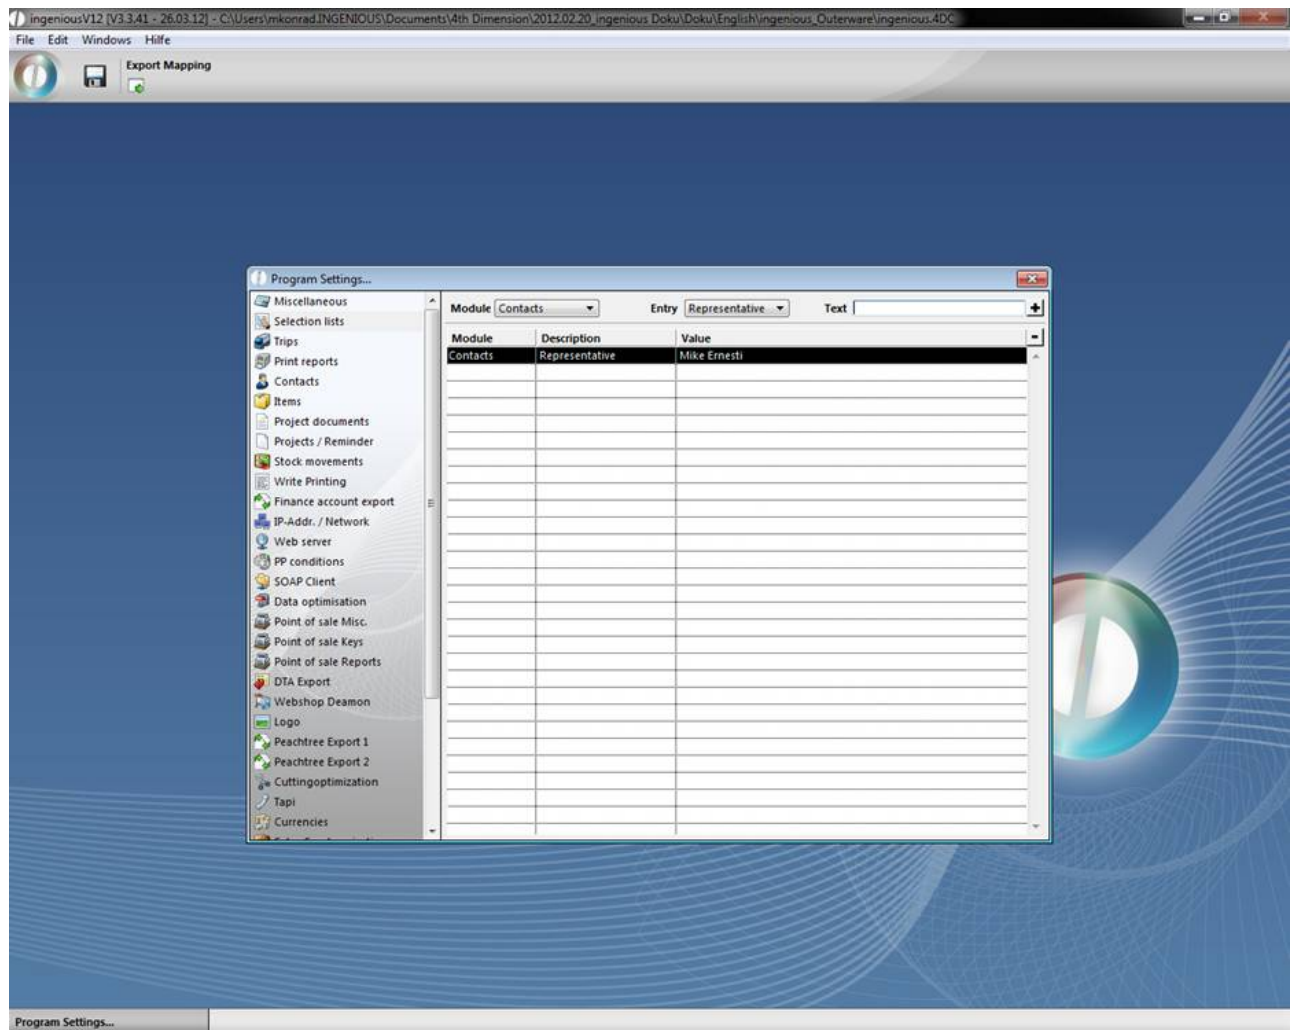 ingeniousV12 [V3.3.41 - 26.03.12] - C:\Users\mkonrad.INGENIOUS\Documents\4th Dimension\2012.02.20_ingenious Doku\Doku\English\ingenious_Outerware\ingenious.4DC
File Edit Windows Hilfe
Export Mapping
Program Settings...
Miscellaneous
Selection lists
Trips
Print reports
Contacts
Items
Project documents
Projects / Reminder
Stock movements
Write Printing
Finance account export
IP-Addr. / Network
Web server
PP conditions
SOAP Client
Data optimisation
Point of sale Misc.
Point of sale Keys
Point of sale Reports
DTA Export
Webshop Deamon
Logo
Peachtree Export 1
Peachtree Export 2
Cuttingoptimization
Tapi
Currencies
Module Contacts Entry Representative Text
Module Description Value
Contacts Representative Mike Ernesti
Program Settings...